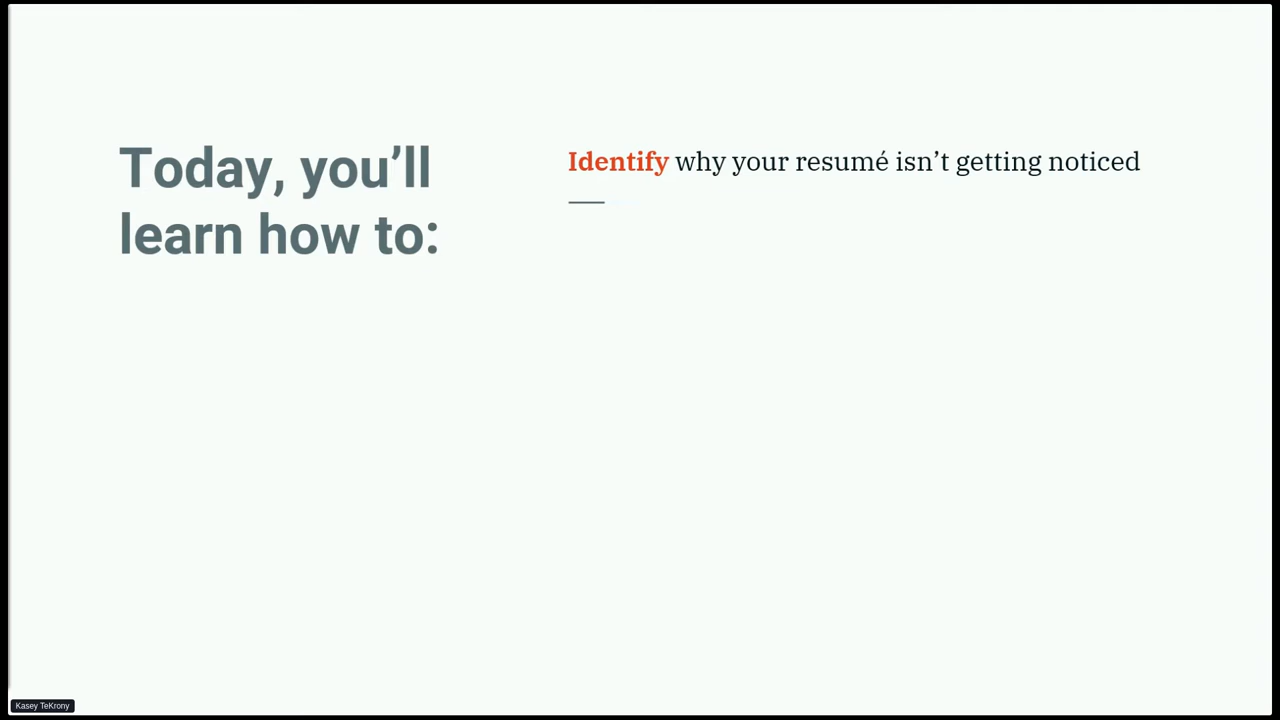 Today, you’ll
learn how to:
Identify why your resumé isn’t getting noticed
Kasey TeKrony